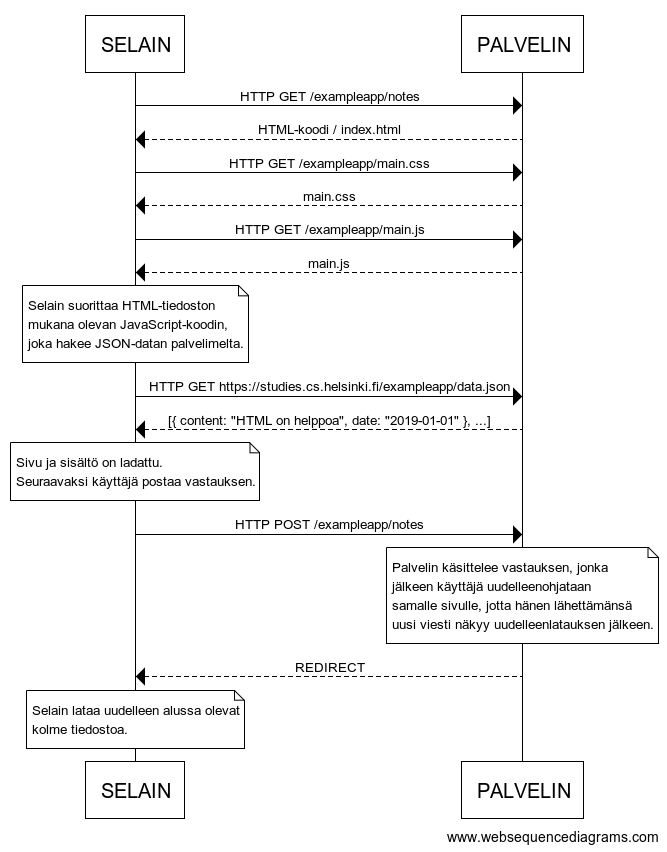 SELAIN
PALVELIN
HTTP GET /exampleapp/notes
HTML-koodi / index.html
HTTP GET /exampleapp/main.css
main.css
HTTP GET /exampleapp/main.js
main.js
Selain suorittaa HTML-tiedoston
mukana olevan JavaScript-koodin,
joka hakee JSON-datan palvelimelta.
HTTP GET https://studies.cs.helsinki.fi/exampleapp/data.json
[{ content: "HTML on helppoa", date: "2019-01-01" }, ...]
Sivu ja sisältö on ladattu.
Seuraavaksi käyttäjä postaa vastauksen.
HTTP POST /exampleapp/notes
Palvelin käsittelee vastauksen, jonka
jälkeen käyttäjä uudelleenohjataan
samalle sivulle, jotta hänen lähettämänsä
uusi viesti näkyy uudelleenlatauksen jälkeen.
REDIRECT
Selain lataa uudelleen alussa olevat
kolme tiedostoa.
SELAIN
PALVELIN
www.websequencediagrams.com